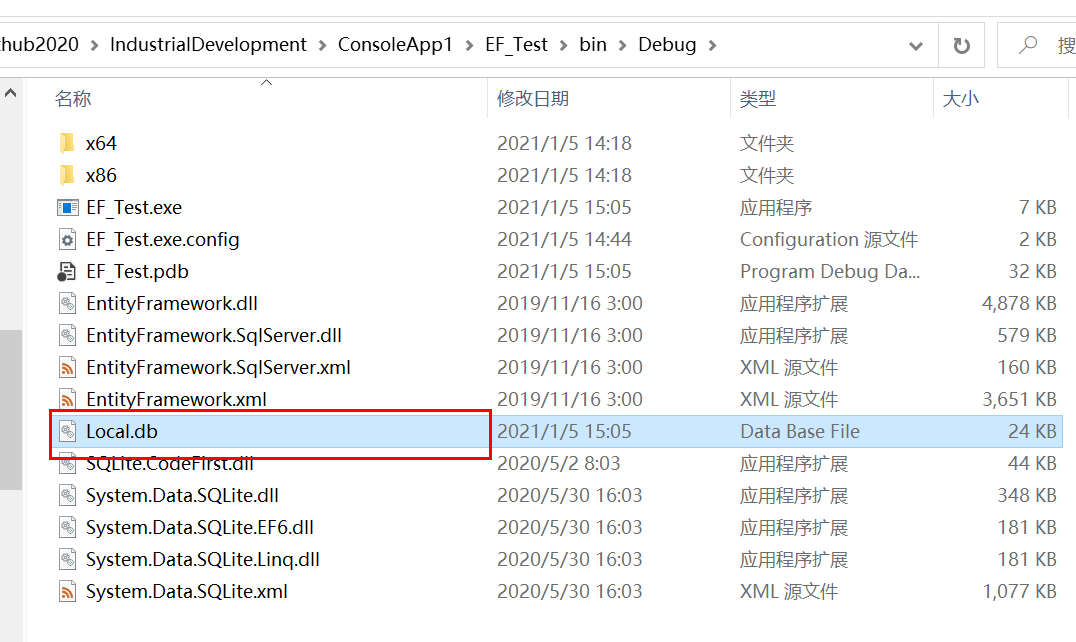 thub2020 > IndustrialDevelopment > ConsoleApp1 > EF_Test > bin > Debug > 搜
名称 修改日期 类型 大小
x64 2021/1/5 14:18 文件夹
x86 2021/1/5 14:18 文件夹
EF_Test.exe 2021/1/5 15:05 应用程序 7 KB
EF_Test.exe.config 2021/1/5 14:44 Configuration 源文件 2 KB
EF_Test.pdb 2021/1/5 15:05 Program Debug Da... 32 KB
EntityFramework.dll 2019/11/16 3:00 应用程序扩展 4,878 KB
EntityFramework.SqlServer.dll 2019/11/16 3:00 应用程序扩展 579 KB
EntityFramework.SqlServer.xml 2019/11/16 3:00 XML 源文件 160 KB
EntityFramework.xml 2019/11/16 3:00 XML 源文件 3,651 KB
Local.db 2021/1/5 15:05 Data Base File 24 KB
SQLite.CodeFirst.dll 2020/5/2 8:03 应用程序扩展 44 KB
System.Data.SQLite.dll 2020/5/30 16:03 应用程序扩展 348 KB
System.Data.SQLite.EF6.dll 2020/5/30 16:03 应用程序扩展 181 KB
System.Data.SQLite.Linq.dll 2020/5/30 16:03 应用程序扩展 181 KB
System.Data.SQLite.xml 2020/5/30 16:03 XML 源文件 1,077 KB